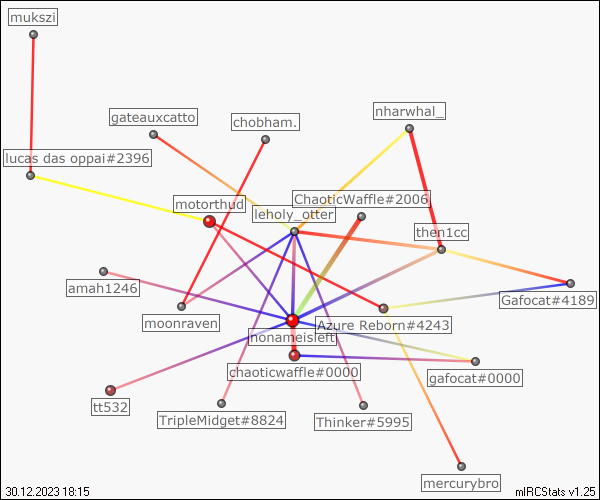 mukszi
gateauxcatto
chobham.
nharwhal_
lucas das oppai#2396
motorthud
ChaoticWaffle#2006
leholy_otter
then1cc
amah1246
moonraven
Gafocat#4189
Azure Reborn#4243
nonameisleft
chaoticwaffle#0000
gafocat#0000
tt532
TripleMidget#8824
Thinker#5995
mercurybro
30.12.2023 18:15
mIRCStats v1.25